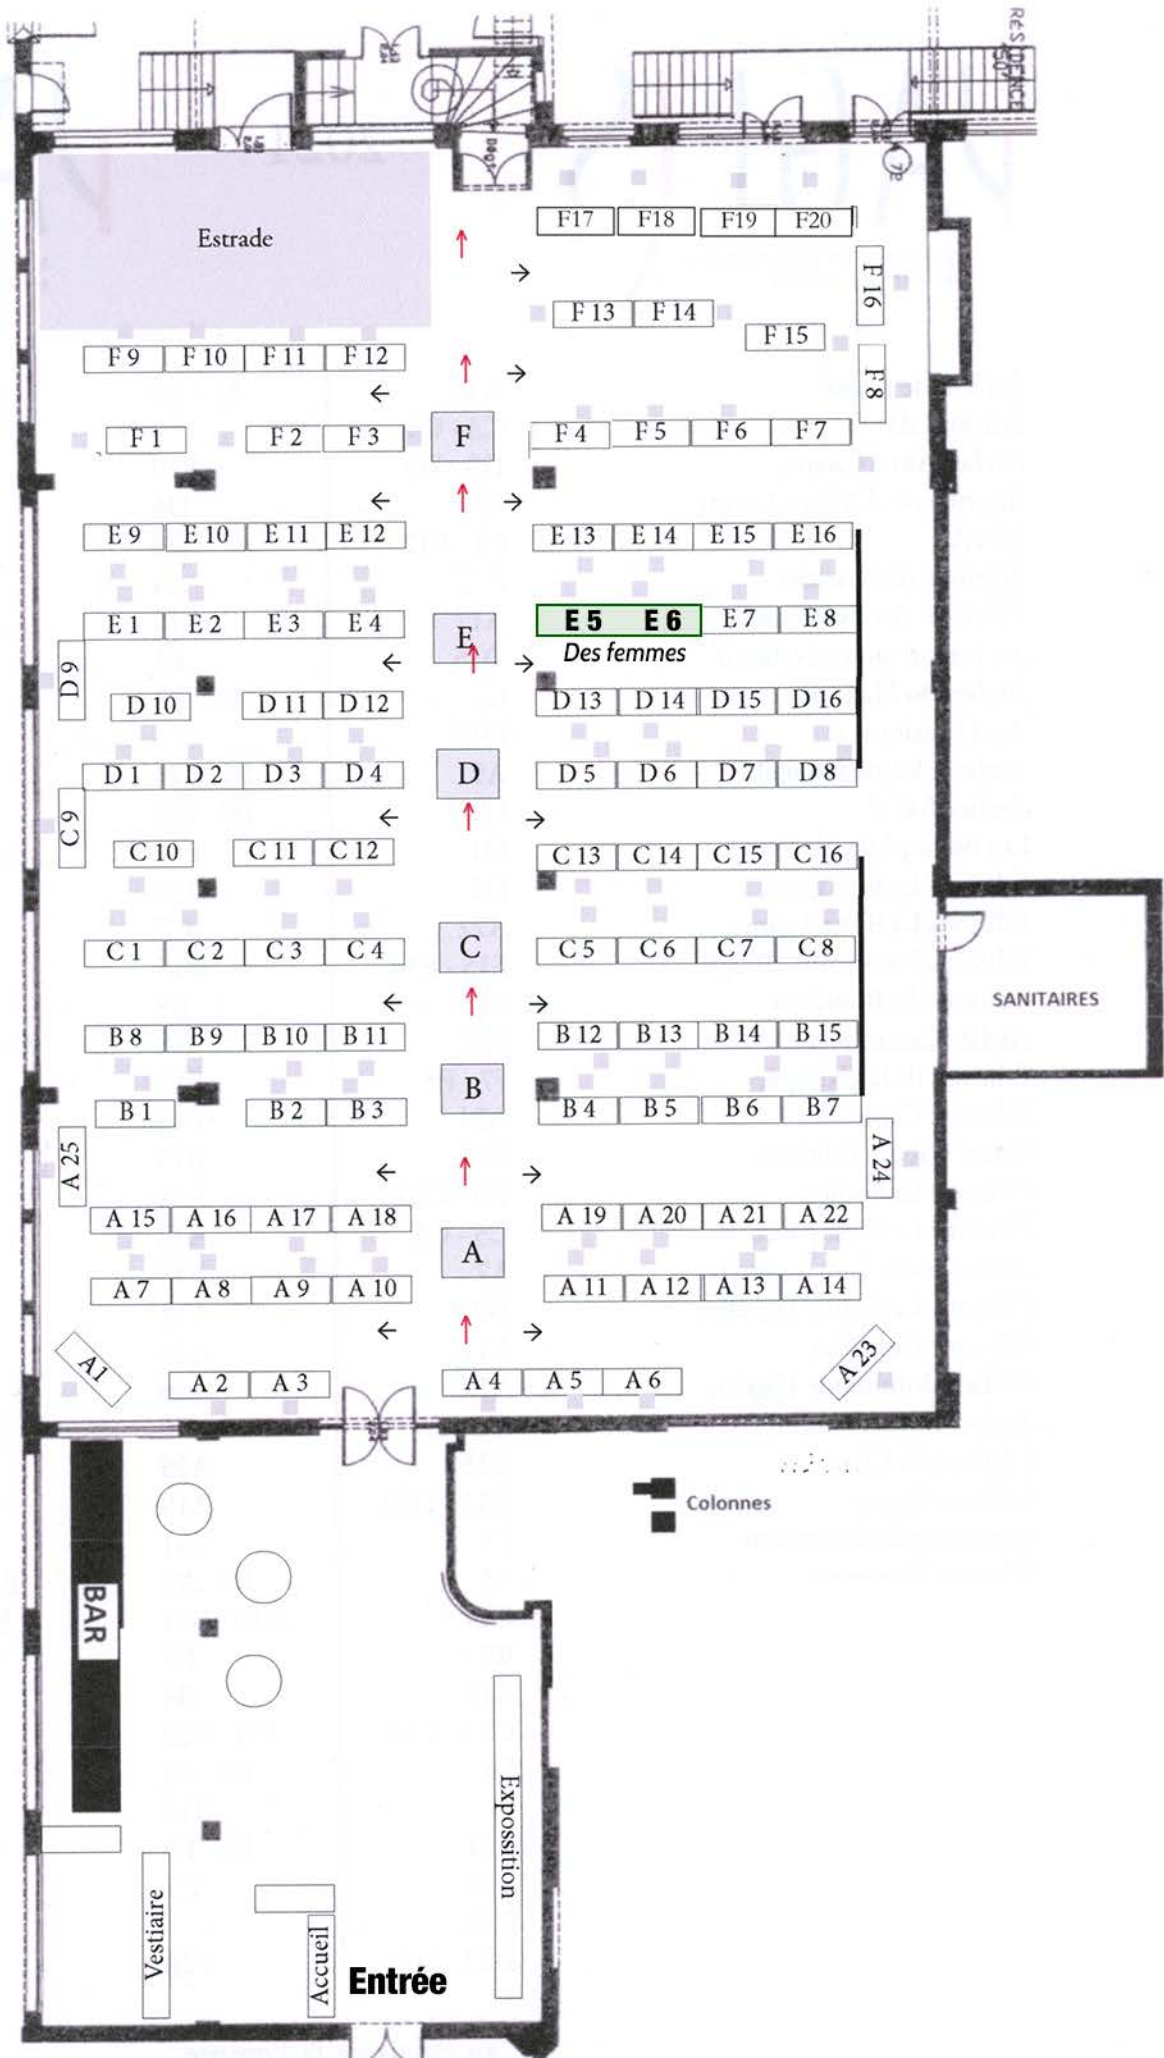 RÉSIDENCE
Estrade
F17 F18 F19 F20
F 16
F 13 F 14
F 15
F 9 F 10 F 11 F 12
F 8
F 1 F 2 F 3 F F 4 F 5 F 6 F 7
E 9 E 10 E 11 E 12 E 13 E 14 E 15 E 16
E 1 E 2 E 3 E 4 E E 5 E 6 E 7 E 8
Des femmes
D 9
D 10 D 11 D 12 D 13 D 14 D 15 D 16
D 1 D 2 D 3 D 4 D D 5 D 6 D 7 D 8
C 9
C 10 C 11 C 12 C 13 C 14 C 15 C 16
C 1 C 2 C 3 C 4 C C 5 C 6 C 7 C 8
SANITAIRES
B 8 B 9 B 10 B 11 B 12 B 13 B 14 B 15
B
B 1 B 2 B 3 B 4 B 5 B 6 B 7
A 25
A 24
A 15 A 16 A 17 A 18 A 19 A 20 A 21 A 22
A
A 7 A 8 A 9 A 10 A 11 A 12 A 13 A 14
A1
A 23
A 2 A 3 A 4 A 5 A 6
Colonnes
BAR
Exposition
Vestiaire
Accueil
Entrée